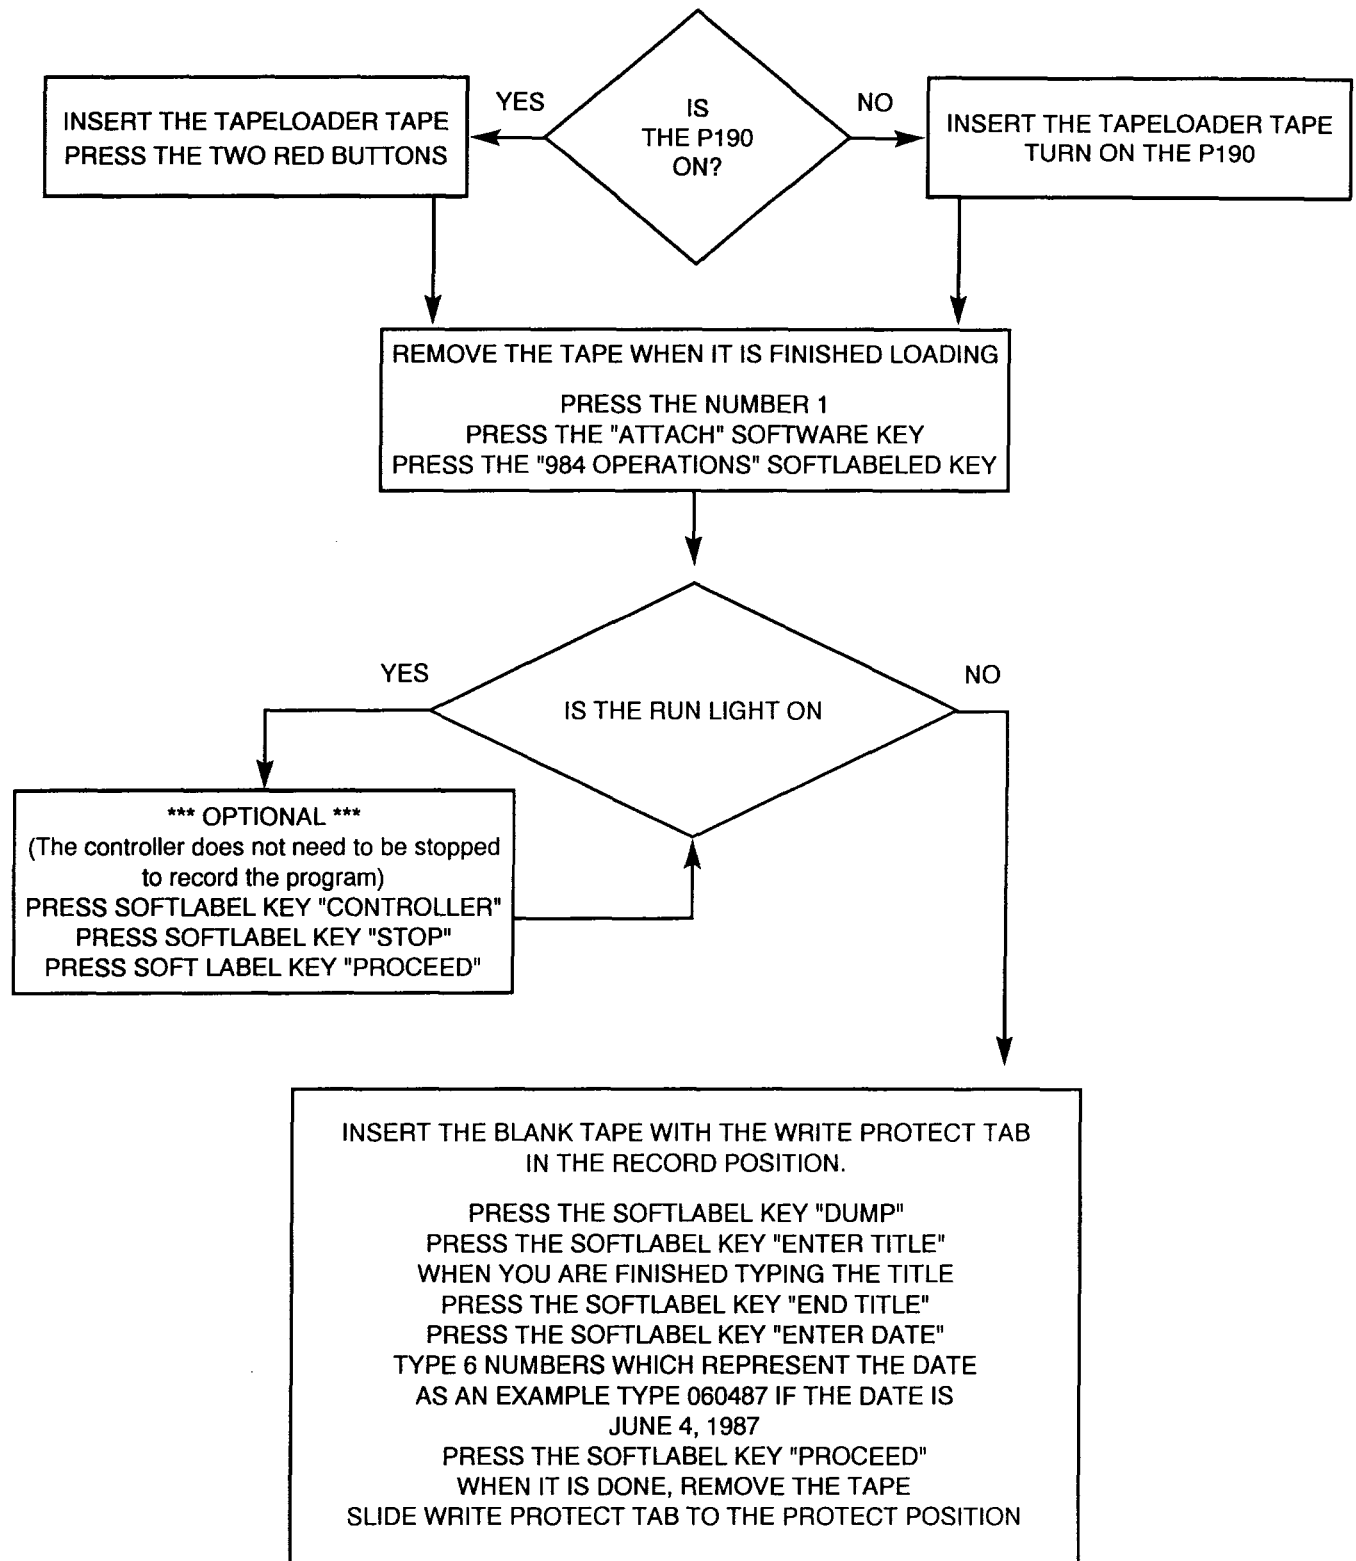 IS
THE P190
ON?
YES
NO
INSERT THE TAPELOADER TAPE
PRESS THE TWO RED BUTTONS
INSERT THE TAPELOADER TAPE
TURN ON THE P190
REMOVE THE TAPE WHEN IT IS FINISHED LOADING
PRESS THE NUMBER 1
PRESS THE "ATTACH" SOFTWARE KEY
PRESS THE "984 OPERATIONS" SOFTLABELED KEY
YES
NO
IS THE RUN LIGHT ON
*** OPTIONAL ***
(The controller does not need to be stopped
to record the program)
PRESS SOFTLABEL KEY "CONTROLLER"
PRESS SOFTLABEL KEY "STOP"
PRESS SOFT LABEL KEY "PROCEED"
INSERT THE BLANK TAPE WITH THE WRITE PROTECT TAB
IN THE RECORD POSITION.
PRESS THE SOFTLABEL KEY "DUMP"
PRESS THE SOFTLABEL KEY "ENTER TITLE"
WHEN YOU ARE FINISHED TYPING THE TITLE
PRESS THE SOFTLABEL KEY "END TITLE"
PRESS THE SOFTLABEL KEY "ENTER DATE"
TYPE 6 NUMBERS WHICH REPRESENT THE DATE
AS AN EXAMPLE TYPE 060487 IF THE DATE IS
JUNE 4, 1987
PRESS THE SOFTLABEL KEY "PROCEED"
WHEN IT IS DONE, REMOVE THE TAPE
SLIDE WRITE PROTECT TAB TO THE PROTECT POSITION